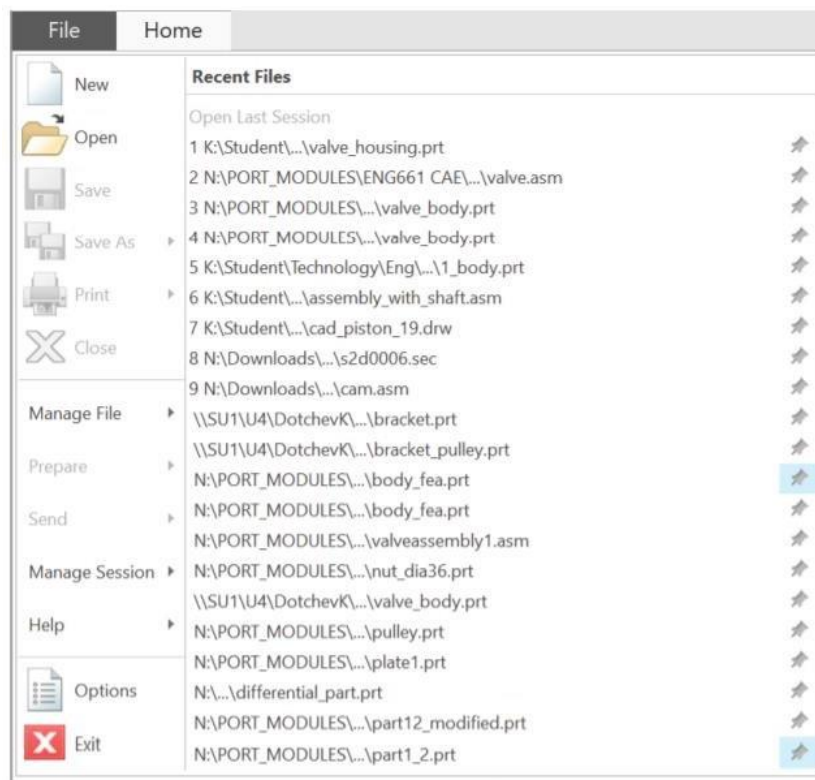 File
Home
New
Open
Save
Save As
Print
Close
Manage File
Prepare
Send
Manage Session
Help
Options
Exit
Recent Files
Open Last Session
1 K:\Student\...\valve_housing.prt
2 N:\PORT_MODULES\ENG661 CAE\...\valve.asm
3 N:\PORT_MODULES\...\valve_body.prt
4 N:\PORT_MODULES\...\valve_body.prt
5 K:\Student\Technology\Eng\...\1_body.prt
6 K:\Student\...\assembly_with_shaft.asm
7 K:\Student\...\cad_piston_19.drw
8 N:\Downloads\...\s2d0006.sec
9 N:\Downloads\...\cam.asm
\\SU1\U4\DotchevK\...\bracket.prt
\\SU1\U4\DotchevK\...\bracket_pulley.prt
N:\PORT_MODULES\...\body_fea.prt
N:\PORT_MODULES\...\body_fea.prt
N:\PORT_MODULES\...\valveassembly1.asm
N:\PORT_MODULES\...\nut_dia36.prt
\\SU1\U4\DotchevK\...\valve_body.prt
N:\PORT_MODULES\...\pulley.prt
N:\PORT_MODULES\...\plate1.prt
N:\...\differential_part.prt
N:\PORT_MODULES\...\part12_modified.prt
N:\PORT_MODULES\...\part1_2.prt